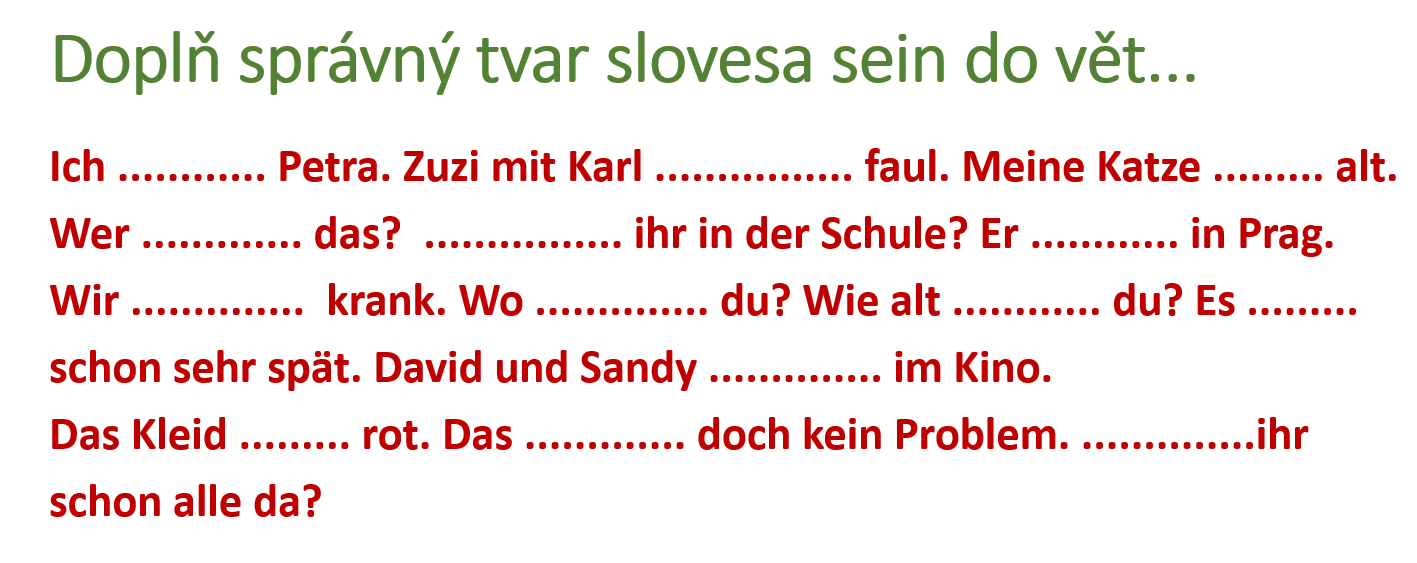 Doplň správný tvar slovesa sein do vět...
Ich ............ Petra. Zuzi mit Karl ................ faul. Meine Katze ......... alt.
Wer ............. das?  ................ ihr in der Schule? Er ............ in Prag.
Wir ..............  krank. Wo .............. du? Wie alt ............ du? Es .........
schon sehr spät. David und Sandy .............. im Kino.
Das Kleid ......... rot. Das ............. doch kein Problem. ..............ihr
schon alle da?